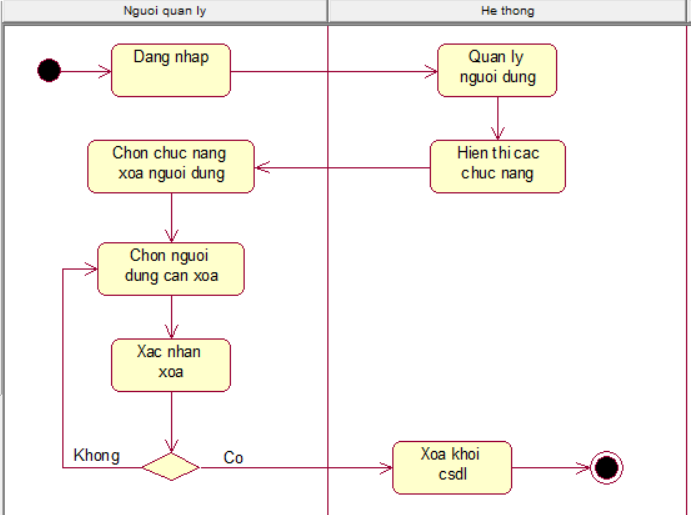 Nguoi quan ly
He thong
Dang nhap
Quan ly
nguoi dung
Chon chuc nang
xoa nguoi dung
Hien thi cac
chuc nang
Chon nguoi
dung can xoa
Xac nhan
xoa
Khong
Co
Xoa khoi
csdl